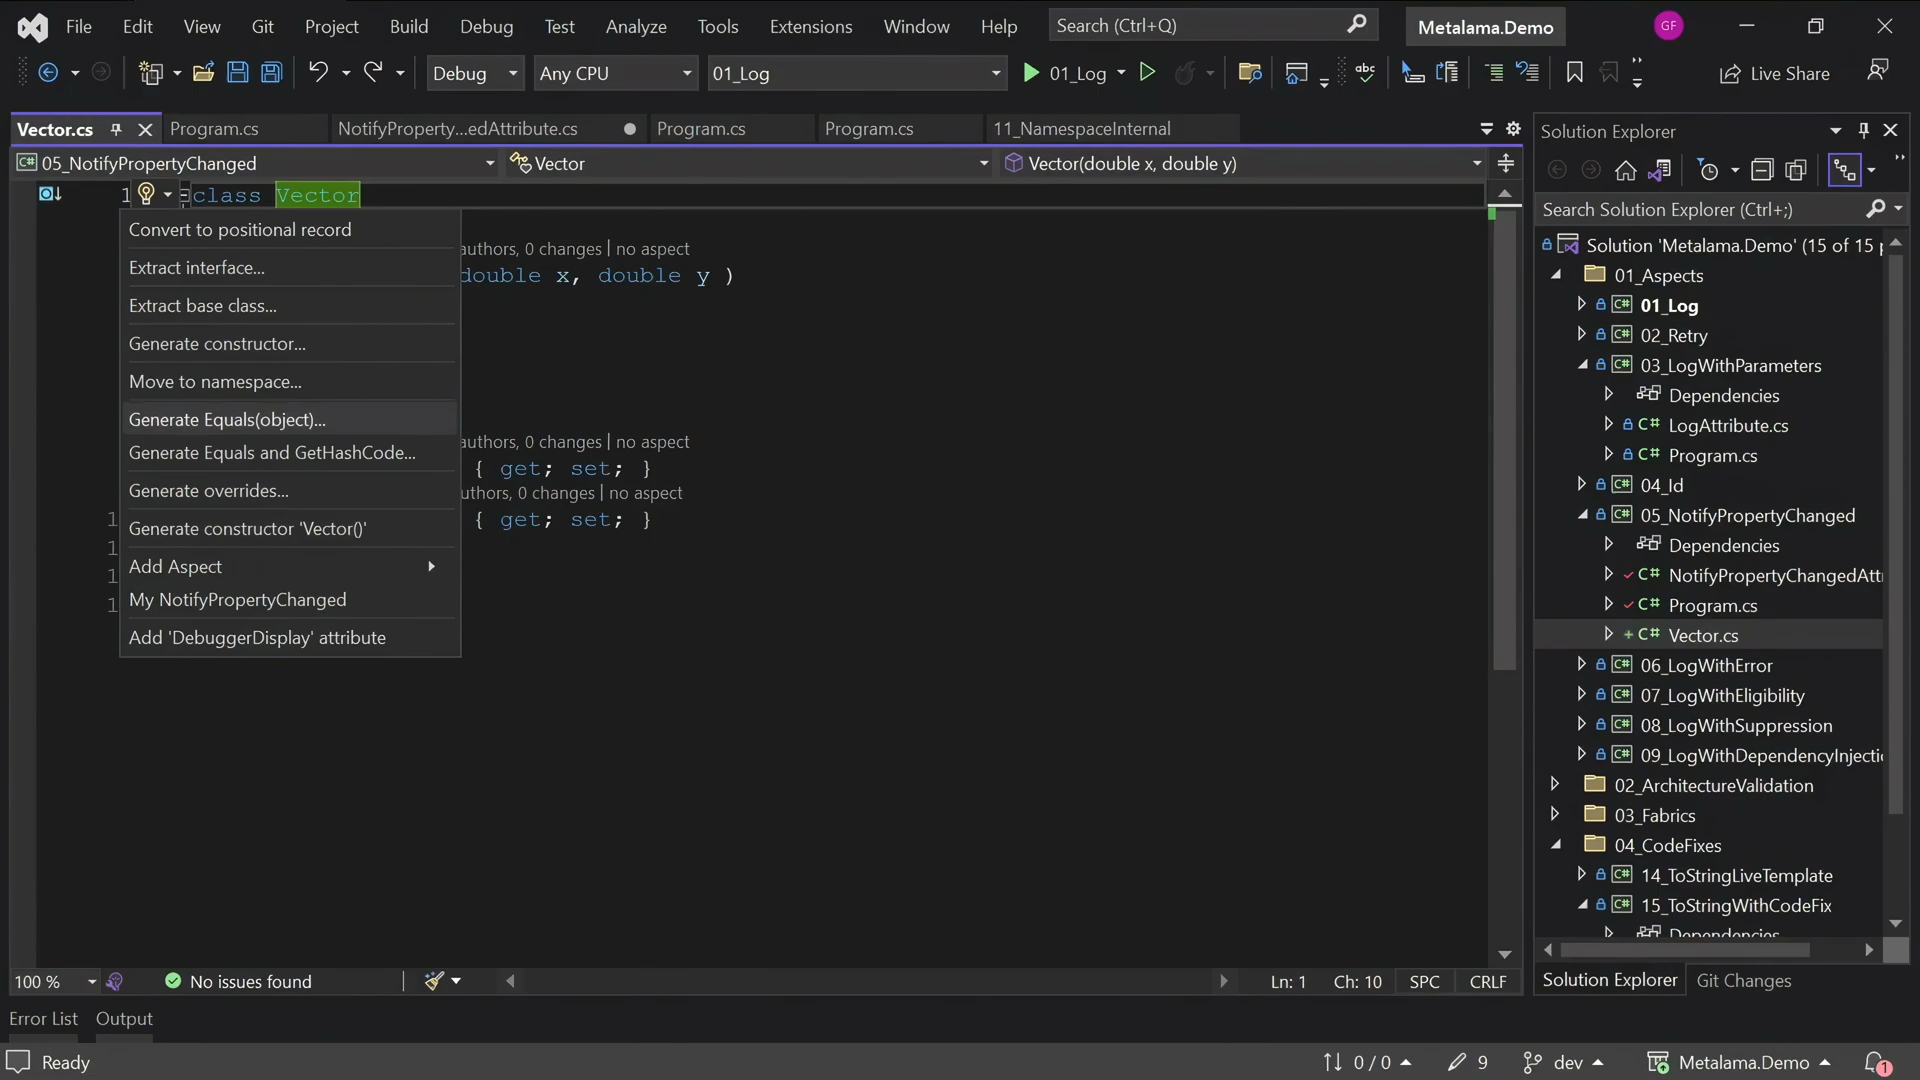 File Edit View Git Project Build Debug Test Analyze Tools Extensions Window Help Search (Ctrl+Q) Metalama.Demo GF
Debug Any CPU 01_Log 01_Log abc Live Share
Vector.cs Program.cs NotifyProperty...edAttribute.cs Program.cs Program.cs 11_NamespaceInternal
C# 05_NotifyPropertyChanged Vector Vector(double x, double y)
1 class Vector
Convert to positional record
Extract interface...
Extract base class...
Generate constructor...
Move to namespace...
Generate Equals(object)...
Generate Equals and GetHashCode...
Generate overrides...
Generate constructor 'Vector()'
Add Aspect
My NotifyPropertyChanged
Add 'DebuggerDisplay' attribute
authors, 0 changes | no aspect
double x, double y )
authors, 0 changes | no aspect
{ get; set; }
uthors, 0 changes | no aspect
1 { get; set; }
1
1
1
100 % No issues found Ln: 1 Ch: 10 SPC CRLF
Solution Explorer
Search Solution Explorer (Ctrl+;)
Solution 'Metalama.Demo' (15 of 15 p
01_Aspects
C# 01_Log
C# 02_Retry
C# 03_LogWithParameters
Dependencies
C# LogAttribute.cs
C# Program.cs
C# 04_Id
C# 05_NotifyPropertyChanged
Dependencies
C# NotifyPropertyChangedAttr
C# Program.cs
C# Vector.cs
C# 06_LogWithError
C# 07_LogWithEligibility
C# 08_LogWithSuppression
C# 09_LogWithDependencyInjectio
02_ArchitectureValidation
03_Fabrics
04_CodeFixes
C# 14_ToStringLiveTemplate
C# 15_ToStringWithCodeFix
Dependencies
Solution Explorer Git Changes
Error List Output
Ready 0 / 0 9 dev Metalama.Demo 1